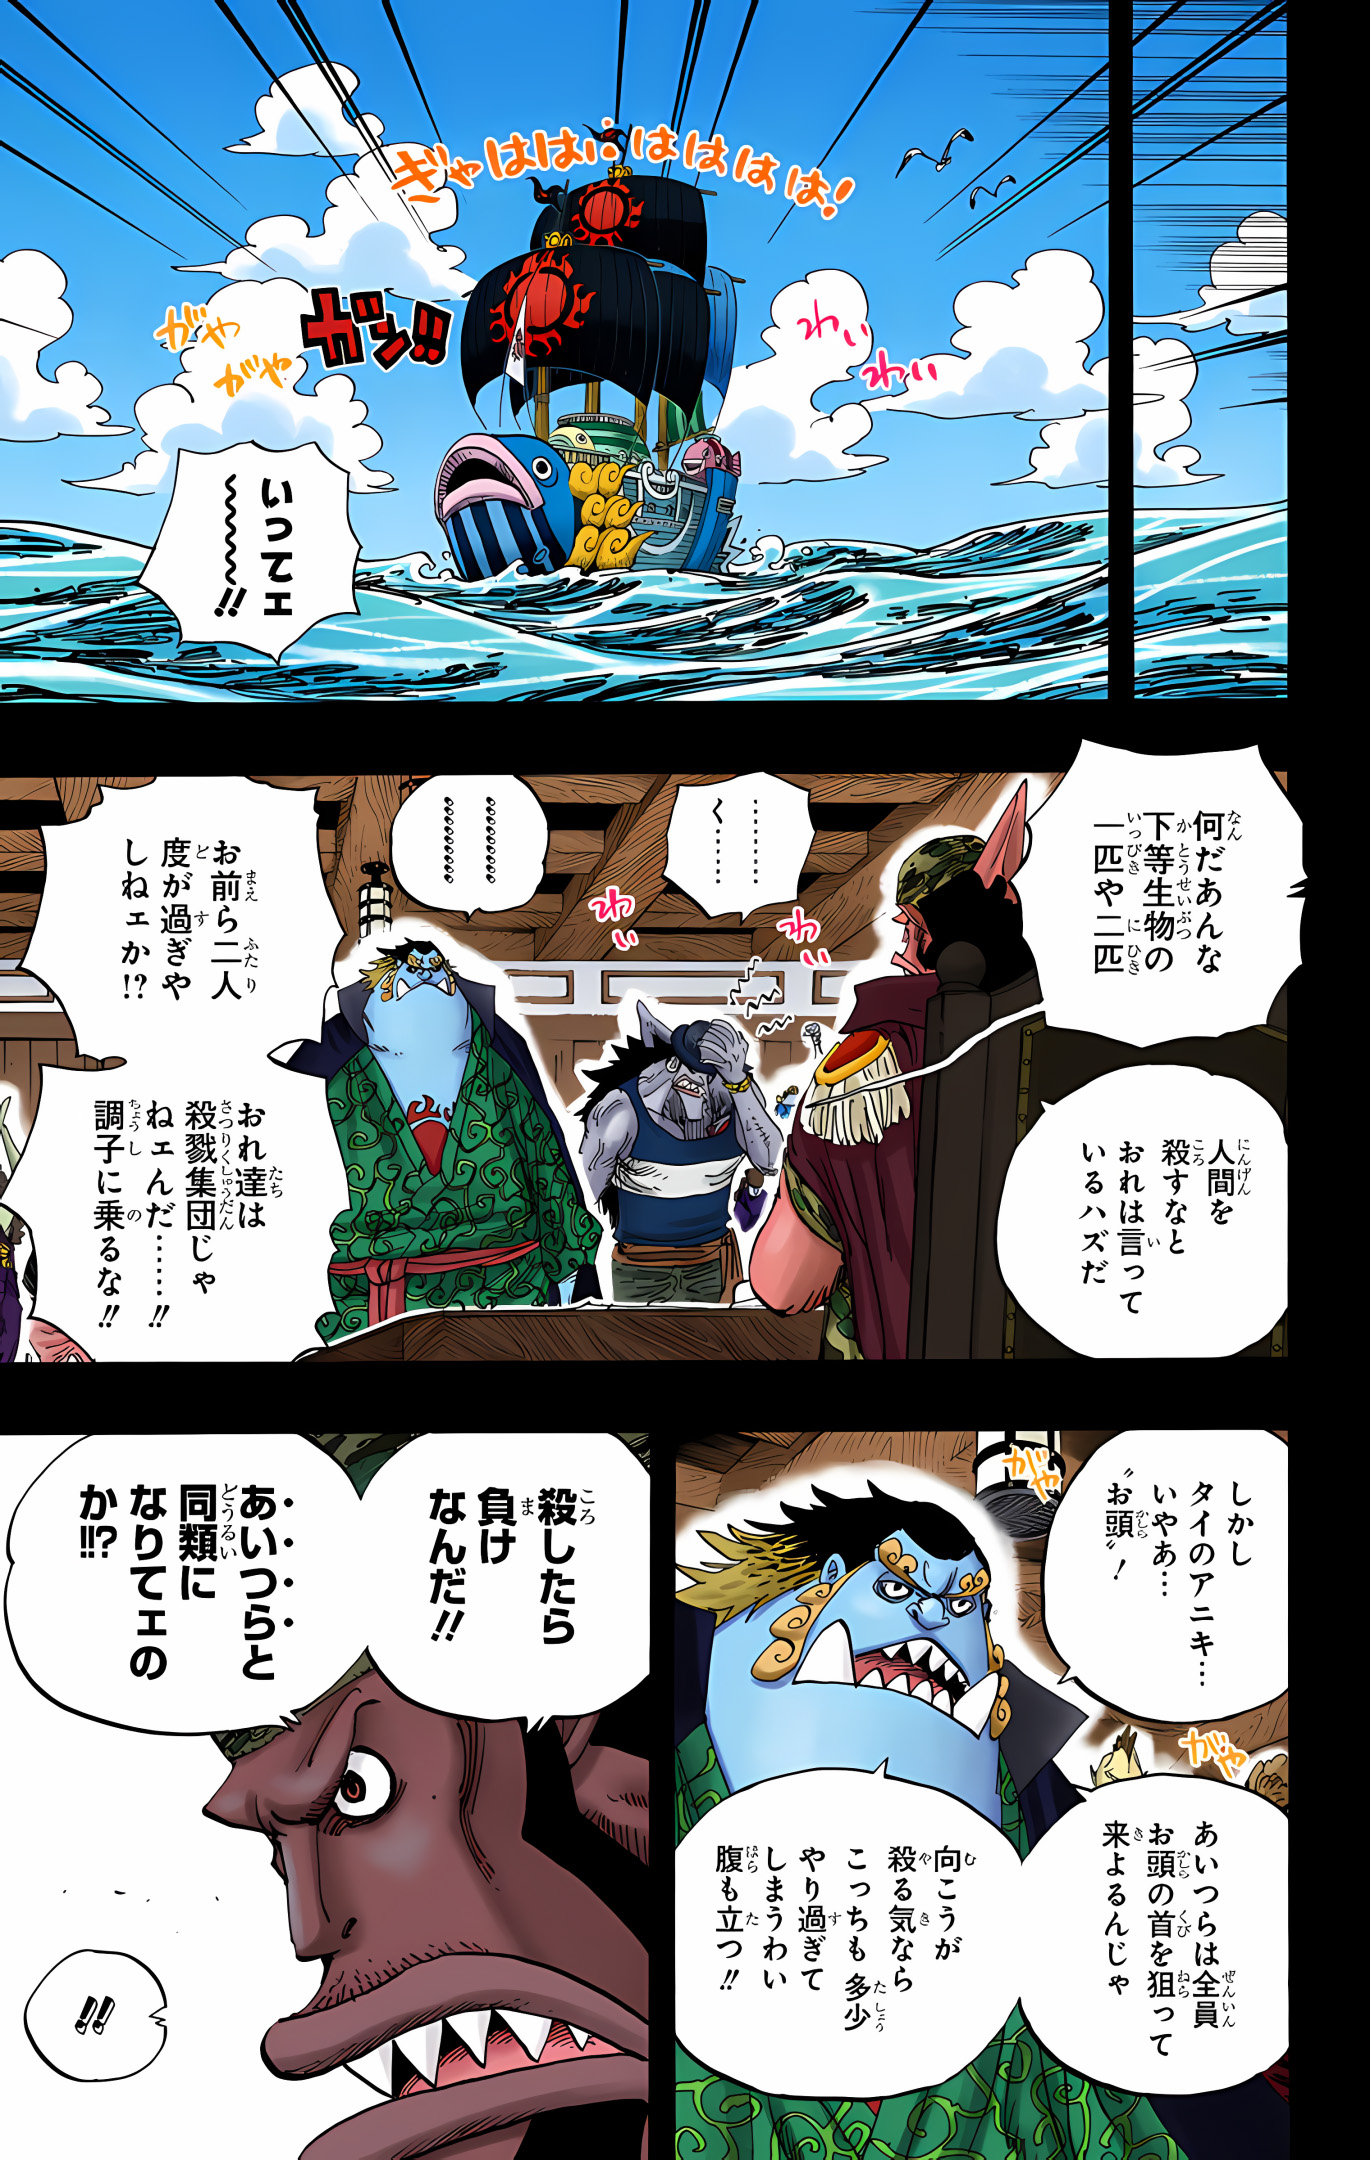 ぎゃははははははは!
ガン!!
がや
がや
わい
わい
いってェ
〜〜〜〜!!
何だあんな
下等生物の
一匹や二匹
人間を
殺すなと
おれは言って
いるハズだ
…………
く………
お前ら二人
度が過ぎや
しねェか!?
おれ達は
殺戮集団じゃ
ねェんだ……!!
調子に乗るな!!
わい
わい
しかし
タイのアニキ…
いやあ…
〝お頭〟!
がや
がや
あいつらは全員
お頭の首を狙って
来よるんじゃ
向こうが
殺る気なら
こっちも多少
やり過ぎて
しまうわい
腹も立つ!!
殺したら
負け
なんだ!!
あいつらと
同類に
なりてェの
か!!?
!!